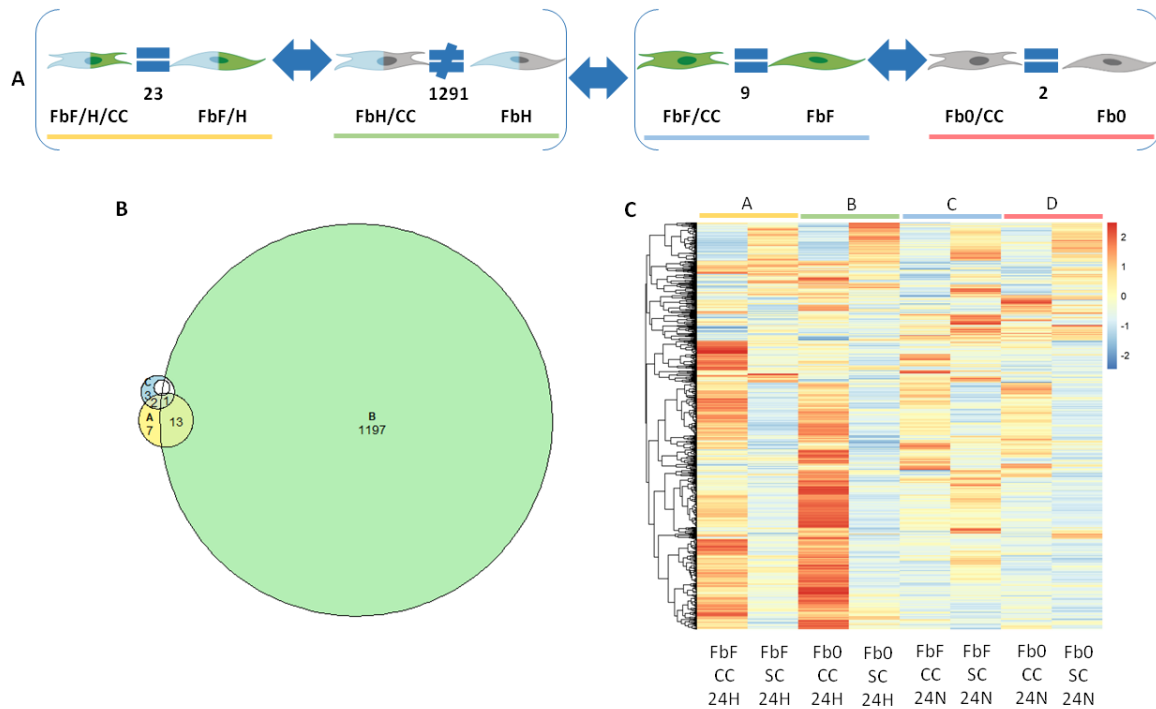 A
23
1291
9
2
FbF/H/CC FbF/H FbH/CC FbH FbF/CC FbF Fb0/CC Fb0
B
C
3
2 1
A
7
13
B
1197
C
A B C D
2
1
0
-1
-2
FbF FbF Fb0 Fb0 FbF FbF Fb0 Fb0
CC SC CC SC CC SC CC SC
24H 24H 24H 24H 24N 24N 24N 24N